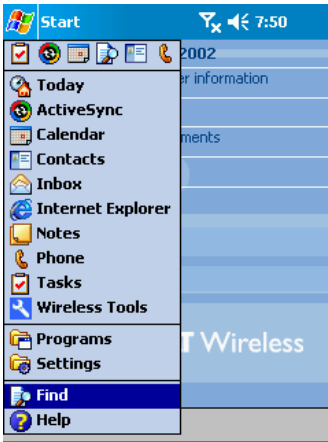 Start 7:50
2002
Today
er information
ActiveSync
Calendar
ments
Contacts
Inbox
Internet Explorer
Notes
Phone
Tasks
Wireless Tools
Programs
T Wireless
Settings
Find
Help